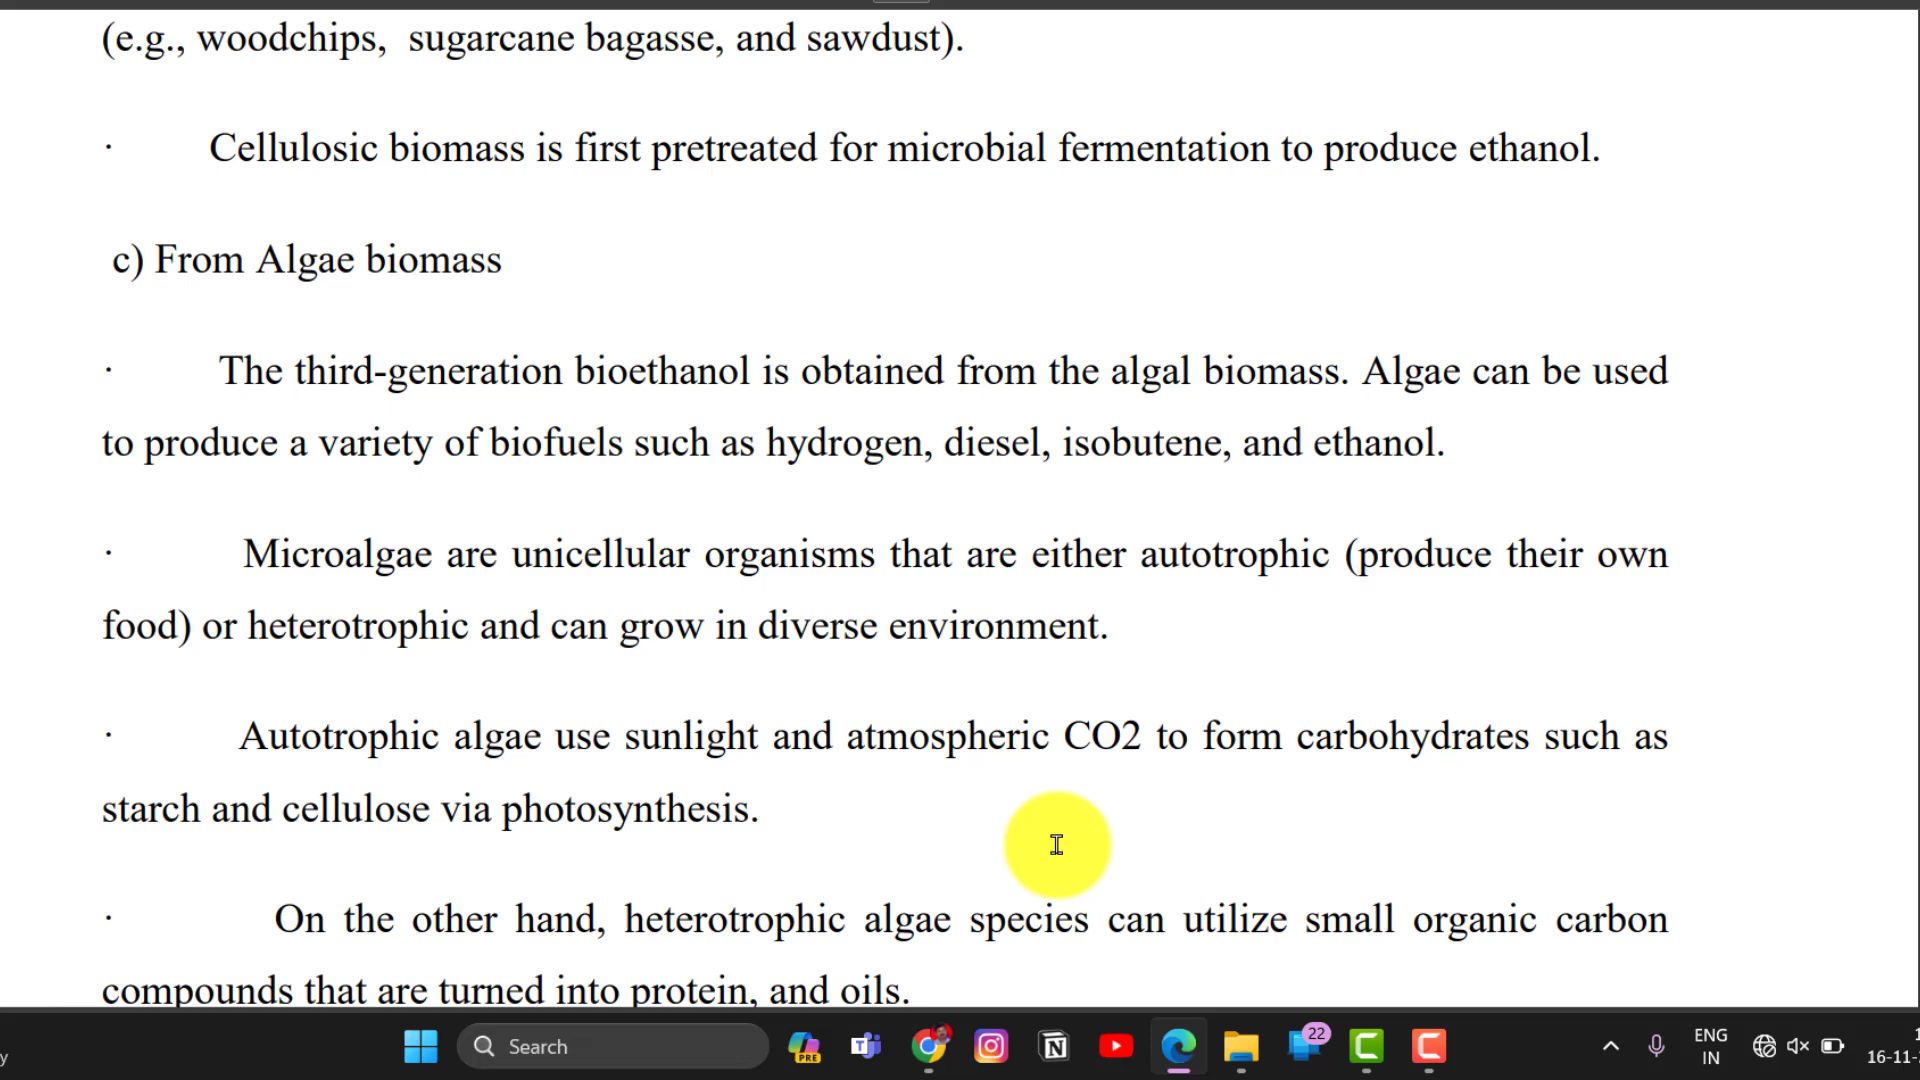 (e.g., woodchips, sugarcane bagasse, and sawdust).
· Cellulosic biomass is first pretreated for microbial fermentation to produce ethanol.
c) From Algae biomass
· The third-generation bioethanol is obtained from the algal biomass. Algae can be used
to produce a variety of biofuels such as hydrogen, diesel, isobutene, and ethanol.
· Microalgae are unicellular organisms that are either autotrophic (produce their own
food) or heterotrophic and can grow in diverse environment.
· Autotrophic algae use sunlight and atmospheric CO2 to form carbohydrates such as
starch and cellulose via photosynthesis.
· On the other hand, heterotrophic algae species can utilize small organic carbon
compounds that are turned into protein, and oils.
Search
PRE
22
ENG
IN
16-11-